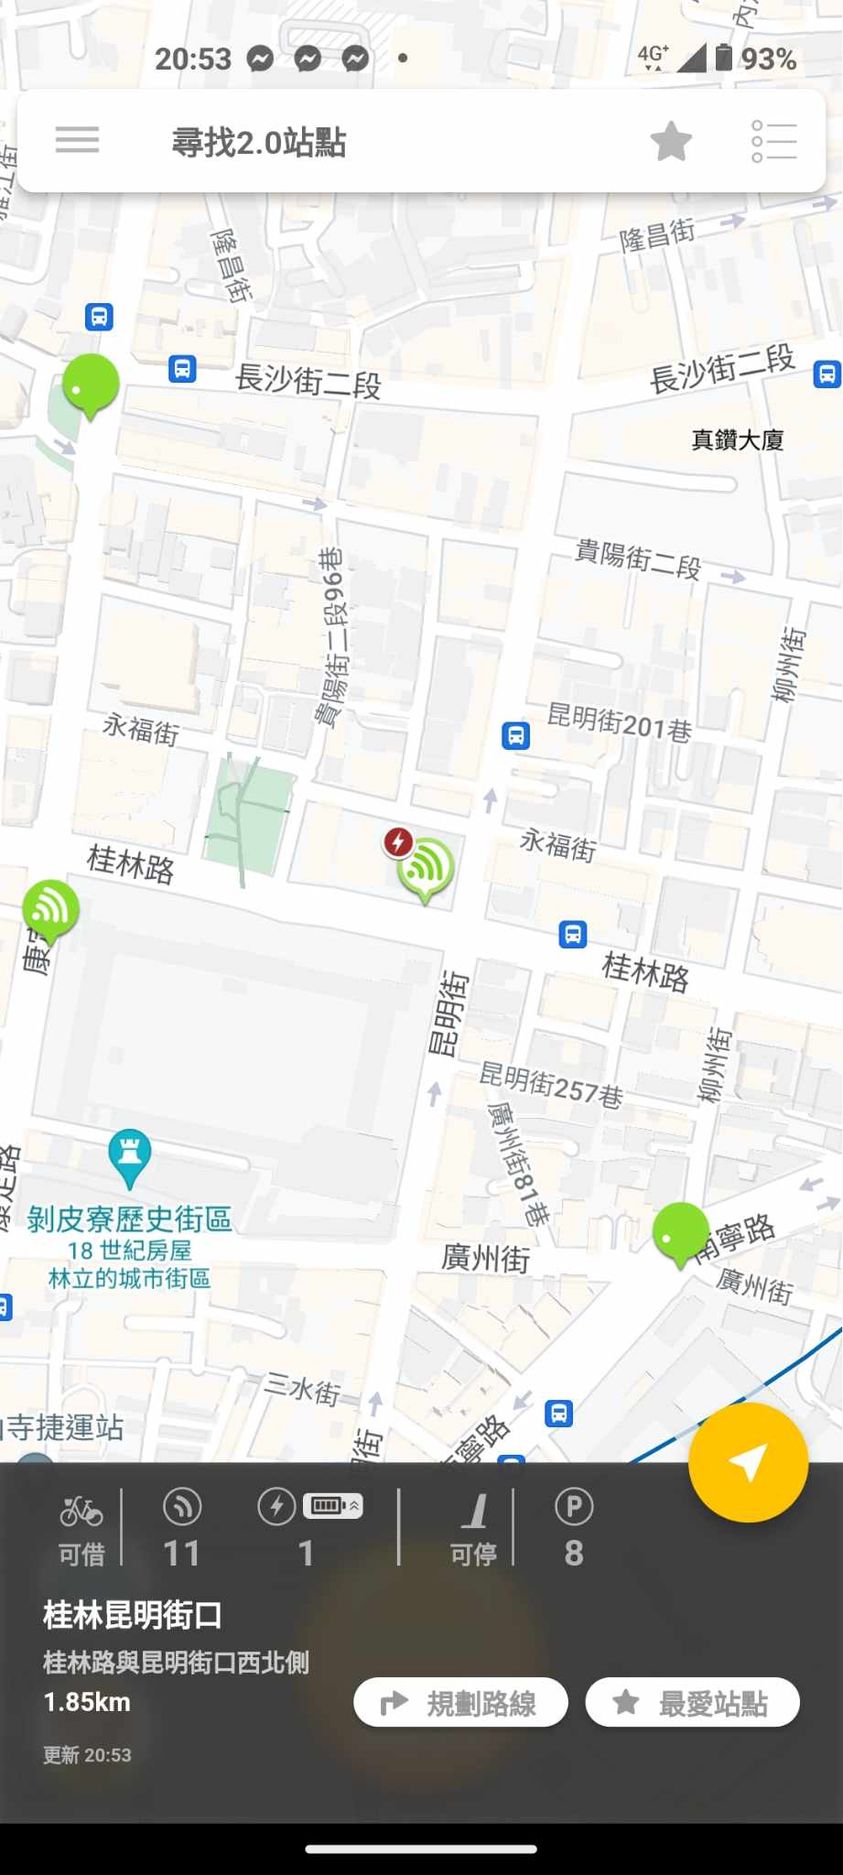 20:53
4G+
93%
尋找2.0站點
隆昌街
隆昌街
長沙街二段
長沙街二段
真鑽大廈
貴陽街二段
貴陽街二段96巷
柳州街
昆明街201巷
永福街
永福街
桂林路
桂林路
昆明街
昆明街257巷
柳州街
廣州街81巷
剝皮寮歷史街區
18 世紀房屋
林立的城市街區
廣州街
南寧路
廣州街
三水街
寺捷運站
寧路
可借
11
1
可停
P
8
桂林昆明街口
桂林路與昆明街口西北側
1.85km
規劃路線
最愛站點
更新 20:53